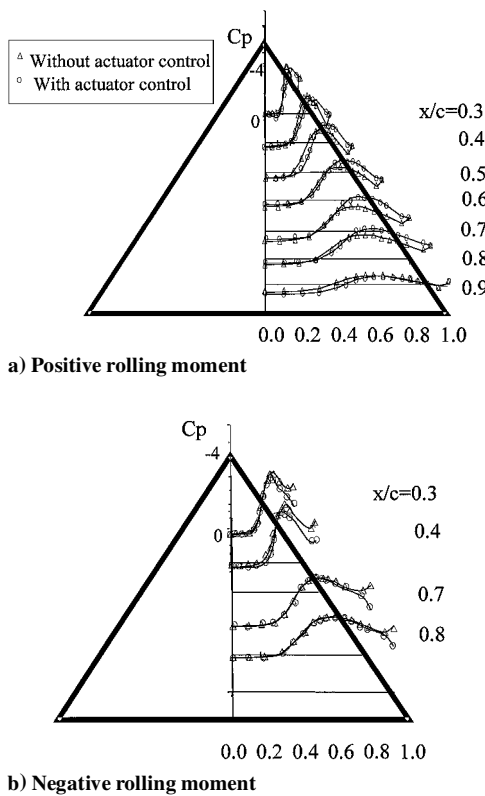 Cp
△ Without actuator control
○ With actuator control
-4
0
x/c=0.3
0.4
0.5
0.6
0.7
0.8
0.9
0.0 0.2 0.4 0.6 0.8 1.0
a) Positive rolling moment
Cp
-4
x/c=0.3
0
0.4
0.7
0.8
0.0 0.2 0.4 0.6 0.8 1.0
b) Negative rolling moment